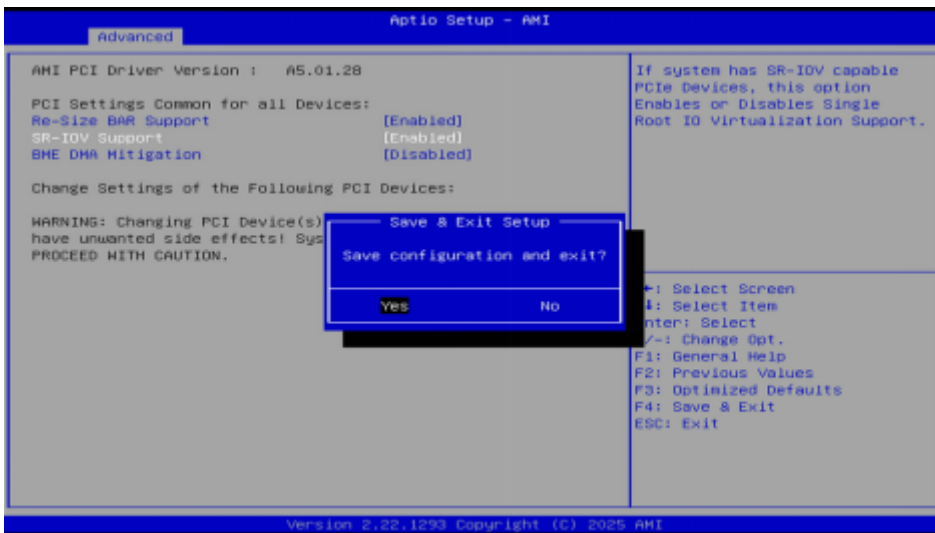 Aptio Setup - AMI
Advanced
AMI PCI Driver Version : A5.01.28
PCI Settings Common for all Devices:
Re-Size BAR Support [Enabled]
SR-IOV Support [Enabled]
BME DMA Mitigation [Disabled]
Change Settings of the Following PCI Devices:
WARNING: Changing PCI Device(s)
have unwanted side effects! Sys
PROCEED WITH CAUTION.
If system has SR-IOV capable
PCIe Devices, this option
Enables or Disables Single
Root IO Virtualization Support.
Save & Exit Setup
Save configuration and exit?
Yes No
←: Select Screen
↓: Select Item
nter: Select
/-: Change Opt.
F1: General Help
F2: Previous Values
F3: Optimized Defaults
F4: Save & Exit
ESC: Exit
Version 2.22.1293 Copyright (C) 2025 AMI